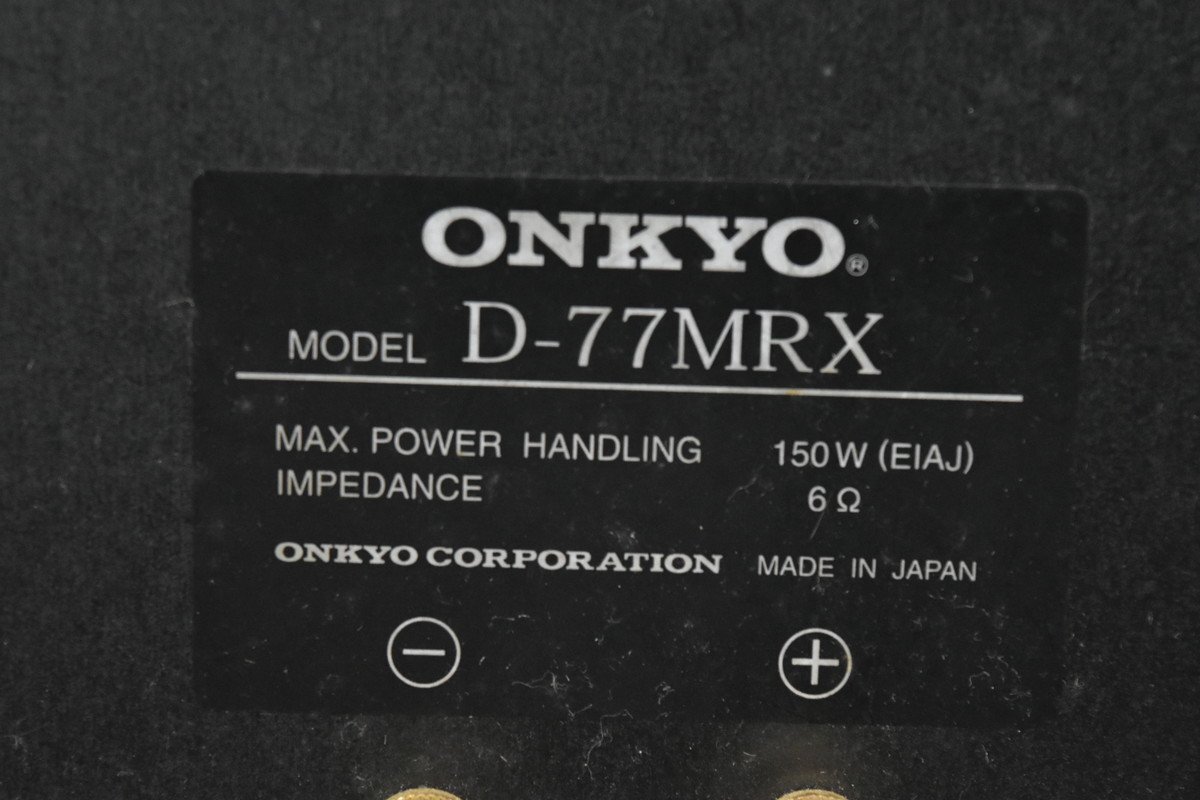 ONKYO®
MODEL D-77MRX
MAX. POWER HANDLING 150W (EIAJ)
IMPEDANCE 6Ω
ONKYO CORPORATION MADE IN JAPAN
− +